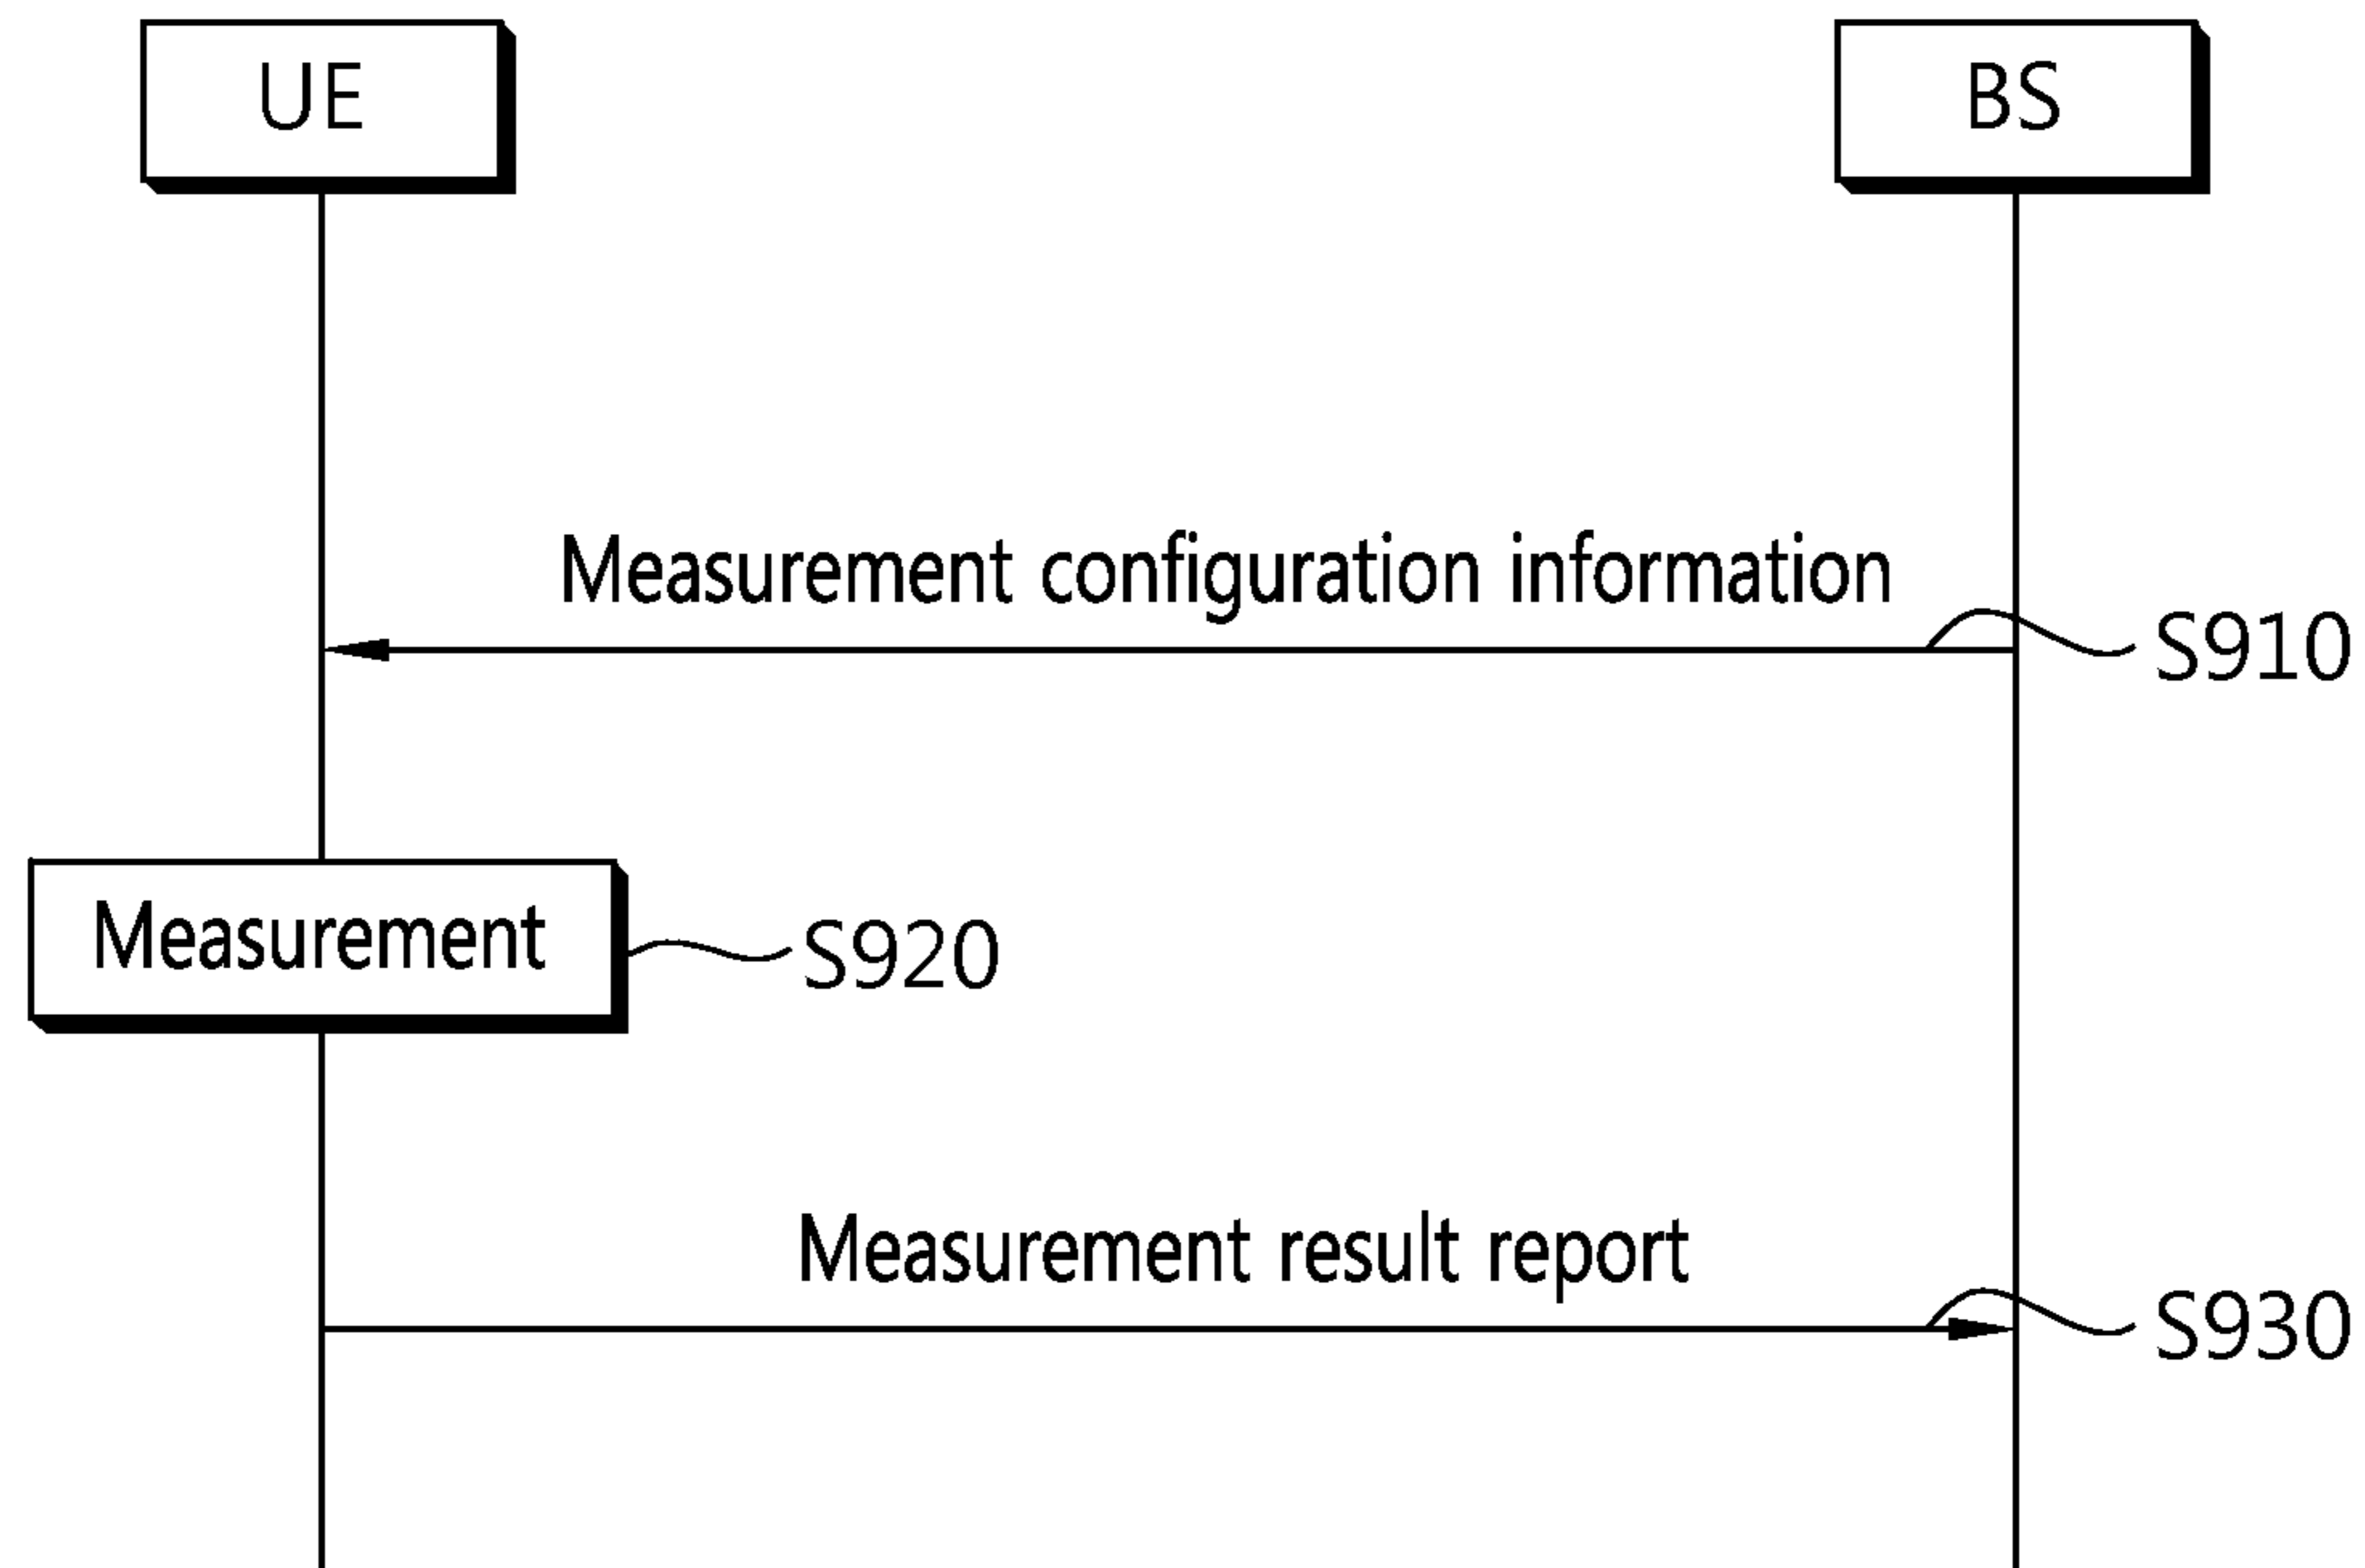 UE
BS
Measurement configuration information
S910
Measurement
S920
Measurement result report
S930